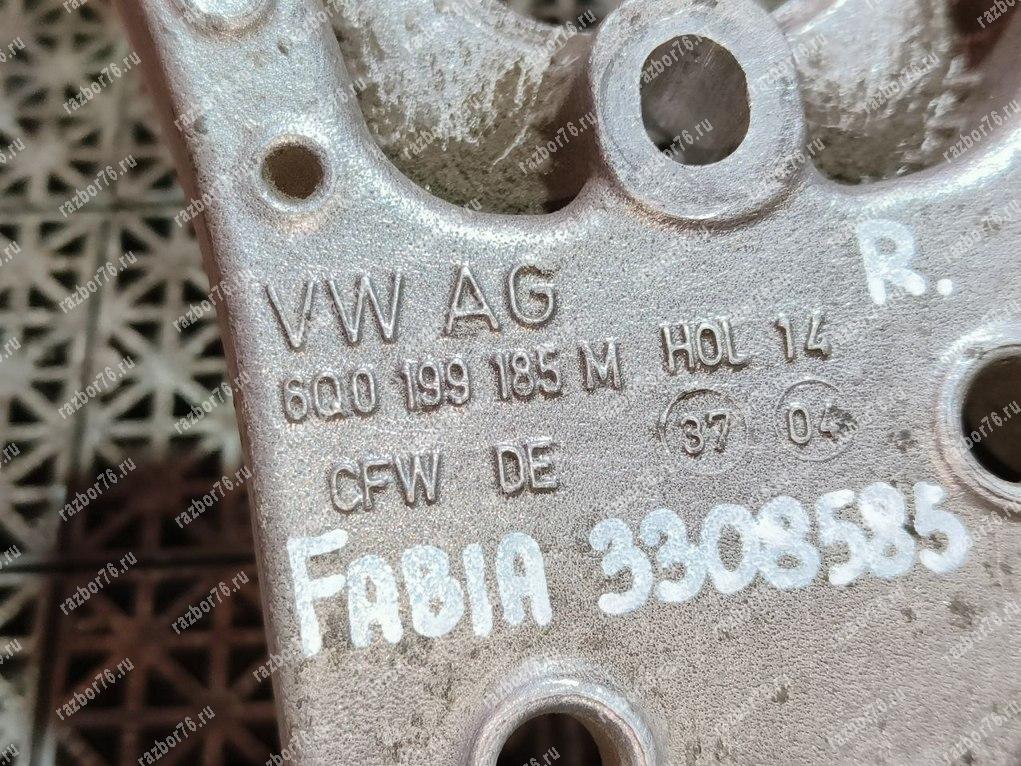 R.
VW AG
6Q0 199 185 M HOL 14
37 04
CFW DE
FABIA 3308585
razbor76.ru